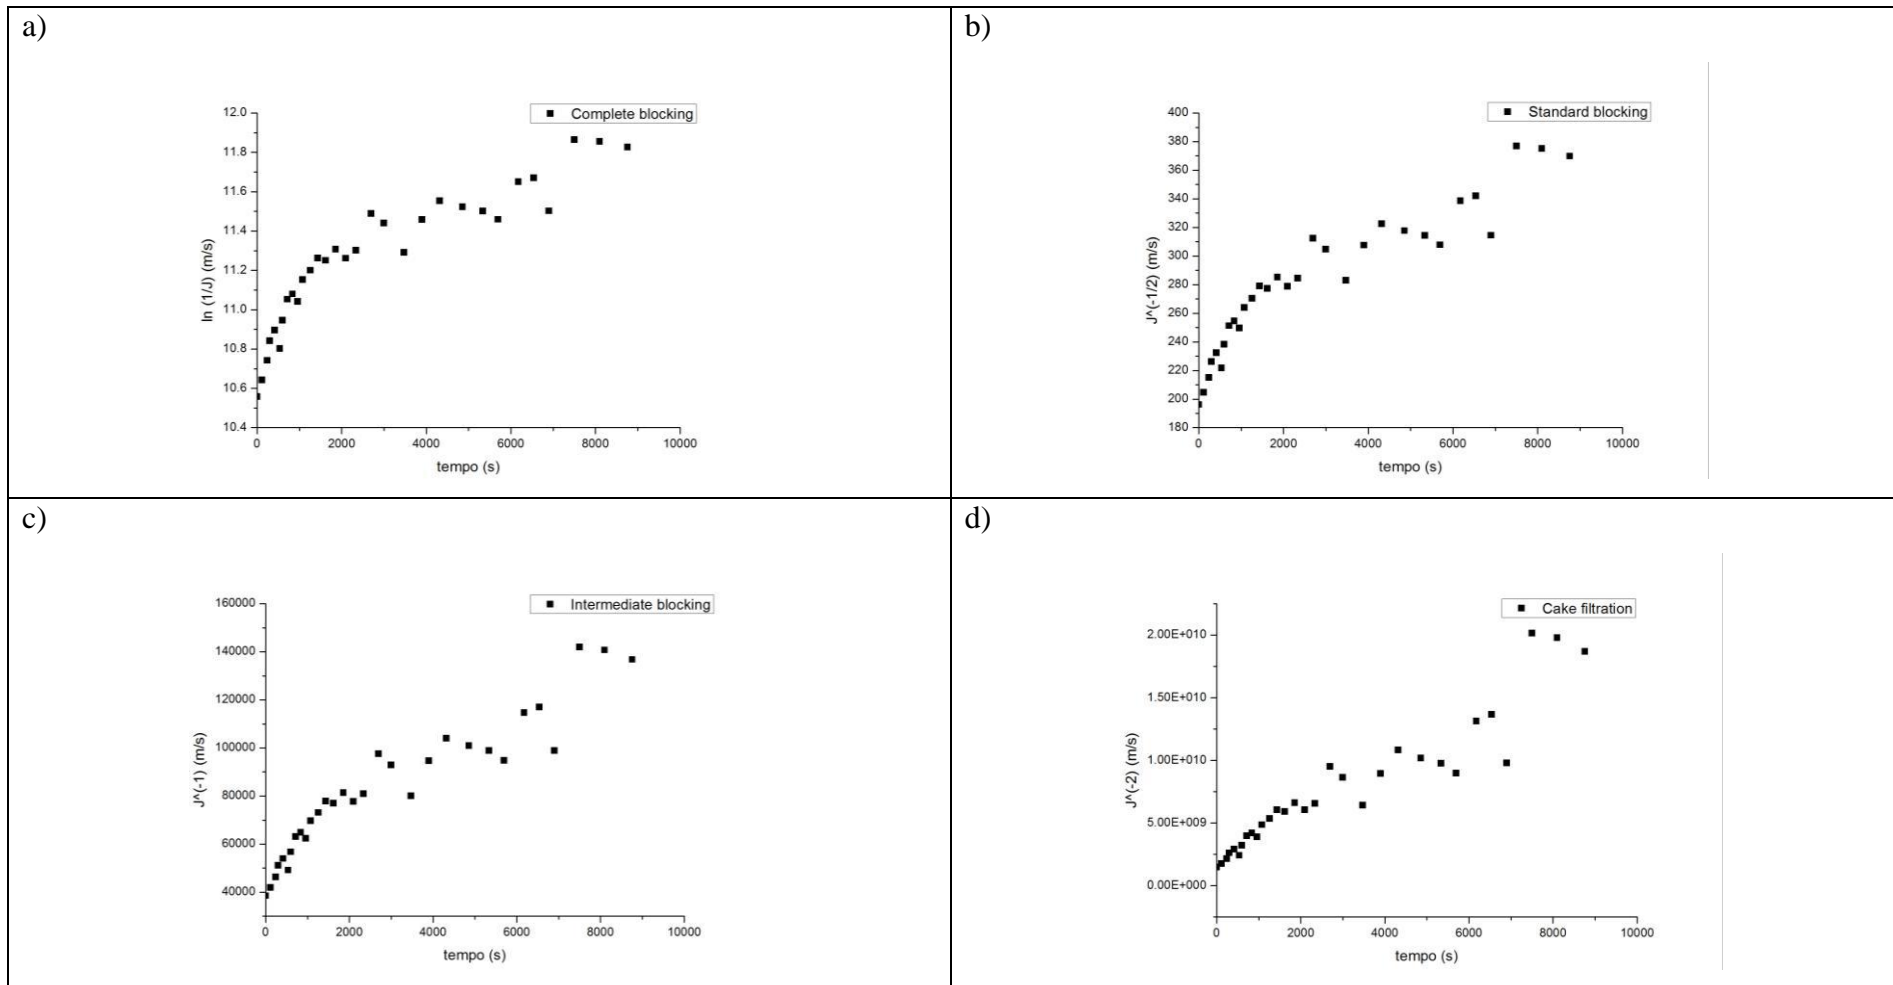 a)
Complete blocking
12.0
11.8
11.6
11.4
11.2
11.0
10.8
10.6
10.4
ln (1/J) (m/s)
0 2000 4000 6000 8000 10000
tempo (s)
b)
Standard blocking
400
380
360
340
320
300
280
260
240
220
200
180
J^(-1/2) (m/s)
0 2000 4000 6000 8000 10000
tempo (s)
c)
Intermediate blocking
160000
140000
120000
100000
80000
60000
40000
J^(-1) (m/s)
0 2000 4000 6000 8000 10000
tempo (s)
d)
Cake filtration
2.00E+010
1.50E+010
1.00E+010
5.00E+009
0.00E+000
J^(-2) (m/s)
0 2000 4000 6000 8000 10000
tempo (s)